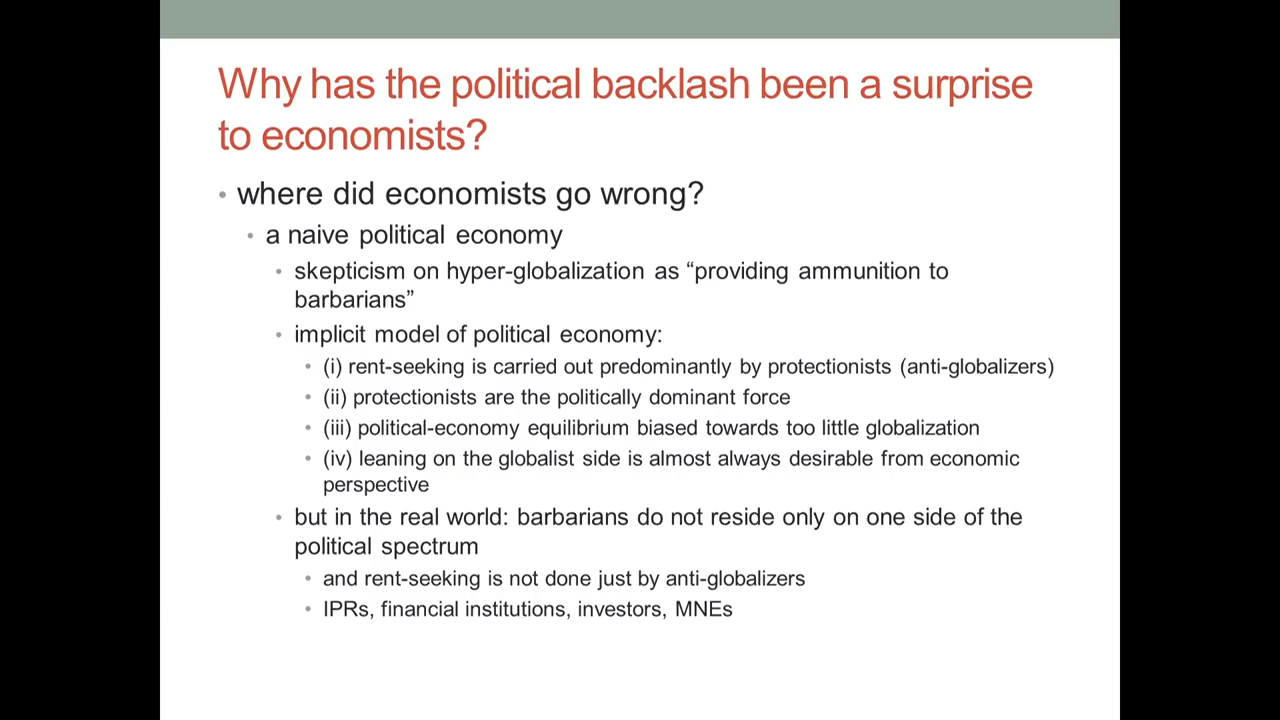 Why has the political backlash been a surprise
to economists?
• where did economists go wrong?
• a naive political economy
• skepticism on hyper-globalization as “providing ammunition to
barbarians”
• implicit model of political economy:
• (i) rent-seeking is carried out predominantly by protectionists (anti-globalizers)
• (ii) protectionists are the politically dominant force
• (iii) political-economy equilibrium biased towards too little globalization
• (iv) leaning on the globalist side is almost always desirable from economic
perspective
• but in the real world: barbarians do not reside only on one side of the
political spectrum
• and rent-seeking is not done just by anti-globalizers
• IPRs, financial institutions, investors, MNEs